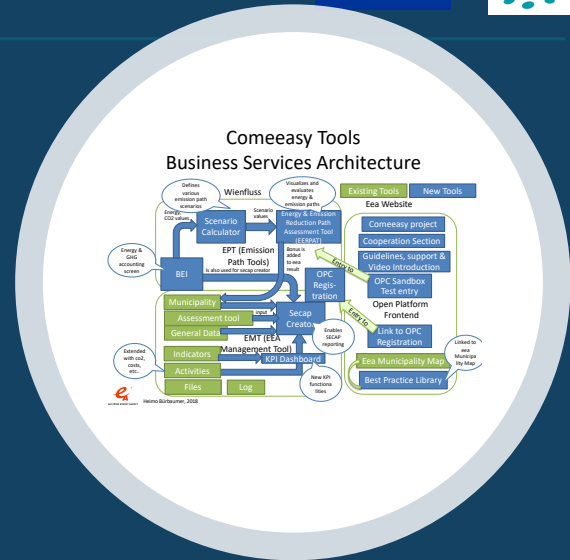 Comeeasy Tools
Business Services Architecture
Defines
various
emission path
scenarios
Wienfluss
Visualizes and
evaluates
energy &
emission paths
Existing Tools
New Tools
Eea Website
Energy,
CO2 values
Scenario
Calculator
Scenario
values
Energy & Emission
Reduction Path
Assessment Tool
(EERPAT)
Comeeasy project
Cooperation Section
Guidelines, support &
Video Introduction
OPC Sandbox
Test entry
Open Platform
Frontend
Link to OPC
Registration
Eea Municipality Map
Best Practice Library
Linked to
eea
Municipa
lity Map
Energy &
GHG
accounting
screen
BEI
EPT (Emission
Path Tools)
is also used for secap creator
Bonus is
added
to eea
result
Entry to
OPC
Regis-
tration
Entry to
Municipality
Assessment tool
General Data
input
Secap
Creator
Enables
SECAP
reporting
EMT (EEA
Management Tool)
Extended
with co2,
costs,
etc..
Indicators
Activities
KPI Dashboard
New KPI
functiona
lities
Files
Log
Heimo Bürbaumer, 2018